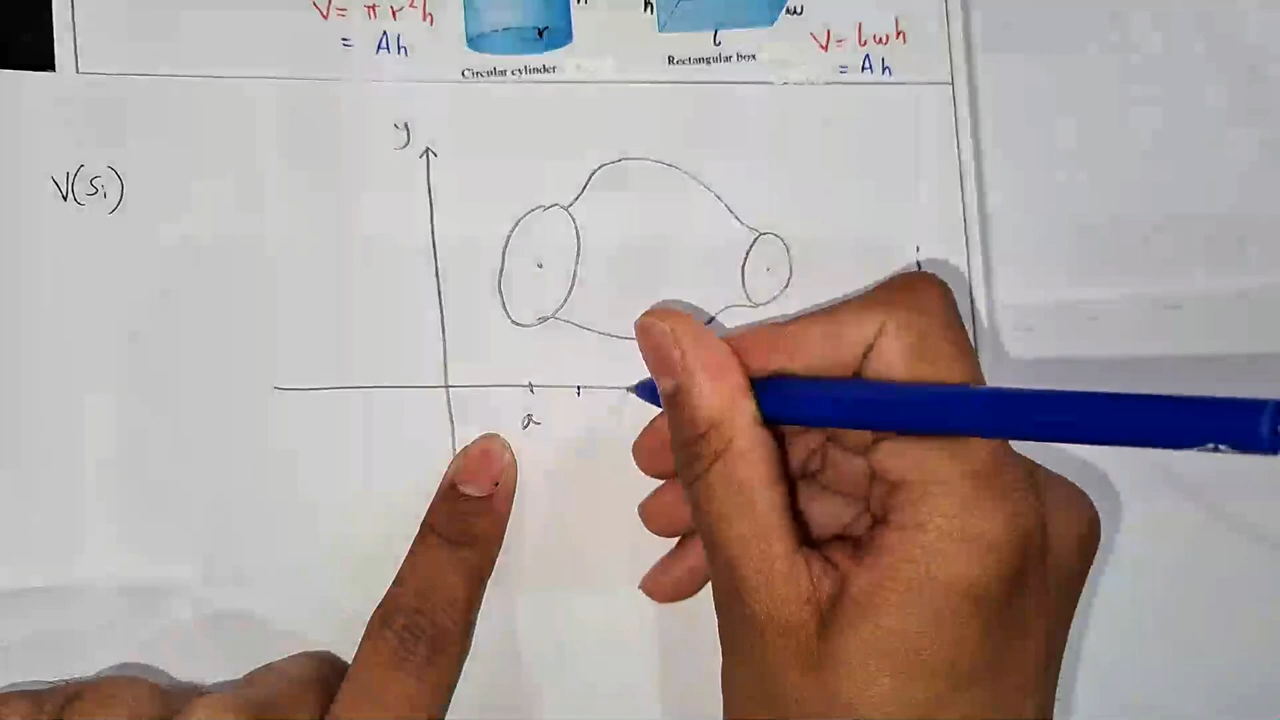 V = πr²h
= Ah
r
Circular cylinder
h
l
w
Rectangular box
V = lwh
= Ah
y
V(Si)
a